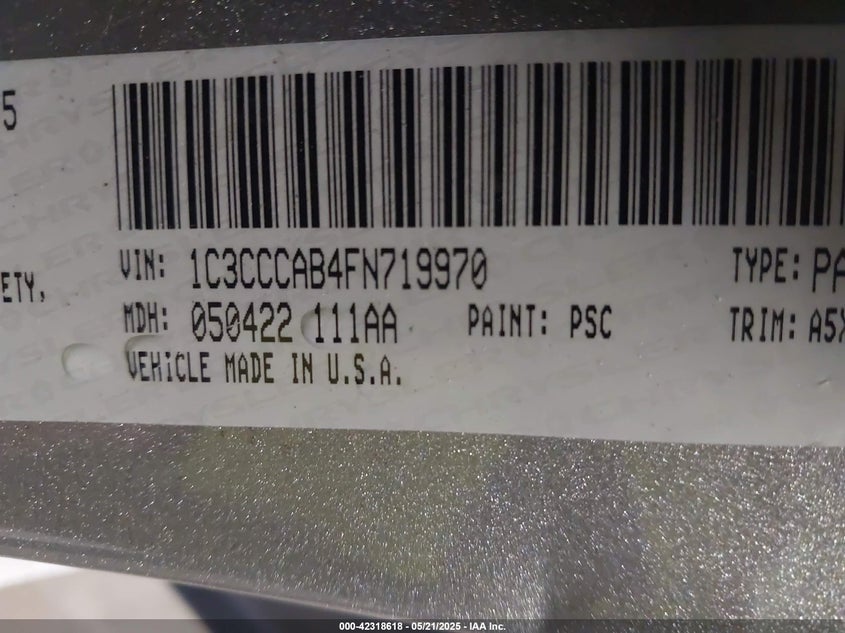 5
VIN: 1C3CCCAB4FN719970
TYPE: PA
ETY,
MDH: 050422 111AA
PAINT: PSC
TRIM: A5X
VEHICLE MADE IN U.S.A.
000-42318618 - 05/21/2025 - IAA Inc.